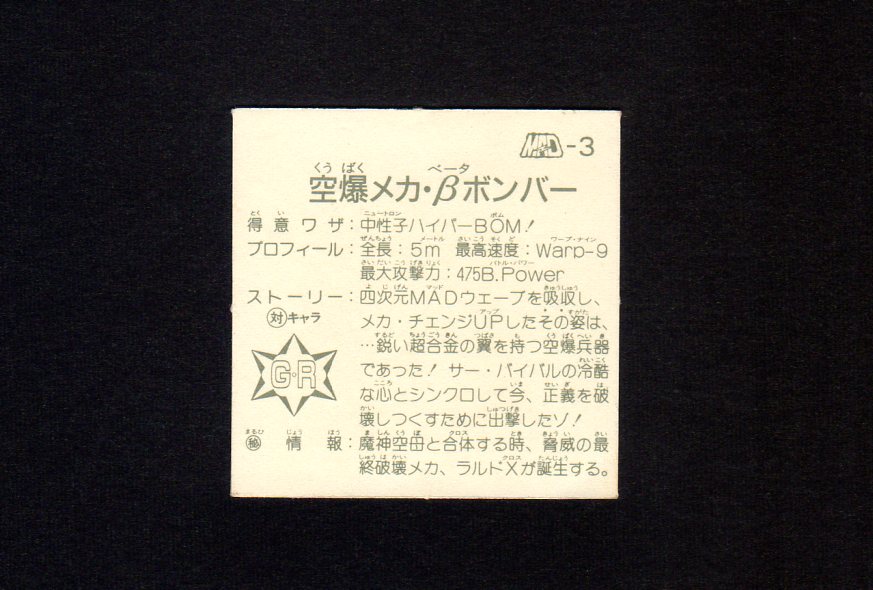 MAD-3
空爆メカ・βボンバー
得意ワザ：中性子ハイパーBOM！
プロフィール：全長：5m 最高速度：Warp-9
最大攻撃力：475B.Power
ストーリー：四次元MADウェーブを吸収し、
対キャラ
メカ・チェンジUPしたその姿は、
…鋭い超合金の翼を持つ空爆兵器
であった！サー・バイバルの冷酷
G・R
な心とシンクロして今、正義を破
壊しつくすために出撃したゾ！
㊙情報：魔神空母と合体する時、脅威の最
終破壊メカ、ラルドXが誕生する。